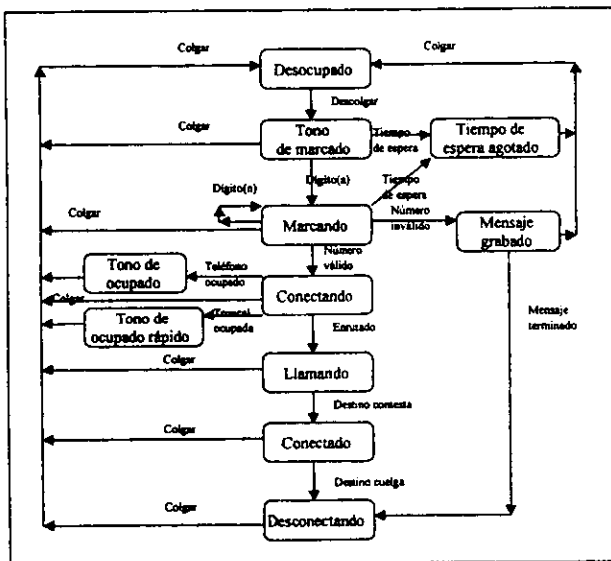 Colgar
Colgar
Desocupado
Descolgar
Colgar
Tono
de marcado
Tiempo
de espera
Tiempo de
espera agotado
Dígito(a)
Tiempo
de espera
Dígito(a)
Colgar
Marcando
Número
inválido
Mensaje
grabado
Número
válido
Tono de
ocupado
Teléfono
ocupado
Colgar
Conectando
Tono de
ocupado rápido
ocupada
Enrutado
Mensaje
terminado
Colgar
Llamando
Destino contesta
Colgar
Conectado
Destino cuelga
Colgar
Desconectando